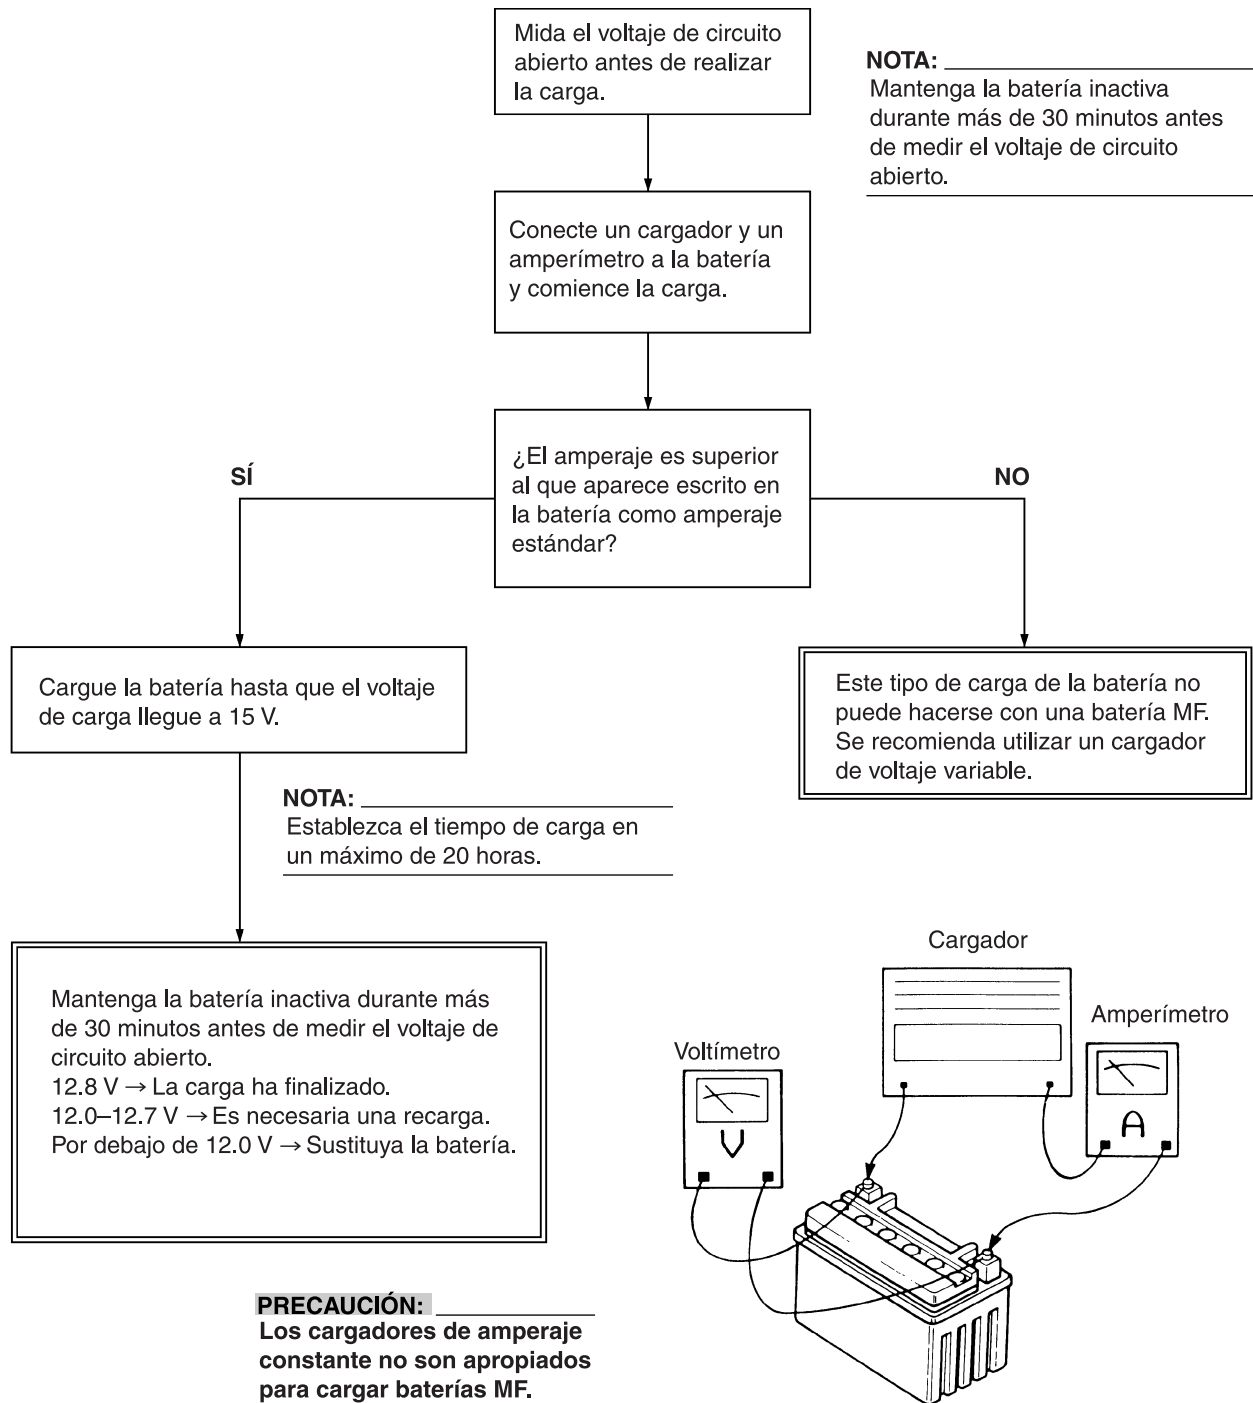 Mida el voltaje de circuito
abierto antes de realizar
la carga.
NOTA:
Mantenga la batería inactiva
durante más de 30 minutos antes
de medir el voltaje de circuito
abierto.
Conecte un cargador y un
amperímetro a la batería
y comience la carga.
¿El amperaje es superior
al que aparece escrito en
la batería como amperaje
estándar?
SÍ
NO
Cargue la batería hasta que el voltaje
de carga llegue a 15 V.
Este tipo de carga de la batería no
puede hacerse con una batería MF.
Se recomienda utilizar un cargador
de voltaje variable.
NOTA:
Establezca el tiempo de carga en
un máximo de 20 horas.
Mantenga la batería inactiva durante más
de 30 minutos antes de medir el voltaje de
circuito abierto.
12.8 V → La carga ha finalizado.
12.0–12.7 V → Es necesaria una recarga.
Por debajo de 12.0 V → Sustituya la batería.
Cargador
Amperímetro
Voltímetro
V
A
PRECAUCIÓN:
Los cargadores de amperaje
constante no son apropiados
para cargar baterías MF.